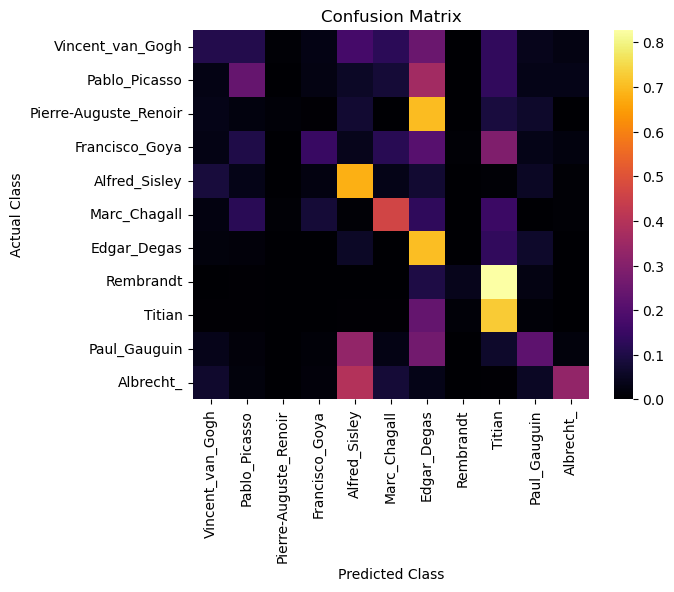 Confusion Matrix
Actual Class
Vincent_van_Gogh
Pablo_Picasso
Pierre-Auguste_Renoir
Francisco_Goya
Alfred_Sisley
Marc_Chagall
Edgar_Degas
Rembrandt
Titian
Paul_Gauguin
Albrecht_
Vincent_van_Gogh
Pablo_Picasso
Pierre-Auguste_Renoir
Francisco_Goya
Alfred_Sisley
Marc_Chagall
Edgar_Degas
Rembrandt
Titian
Paul_Gauguin
Albrecht_
Predicted Class
0.8
0.7
0.6
0.5
0.4
0.3
0.2
0.1
0.0